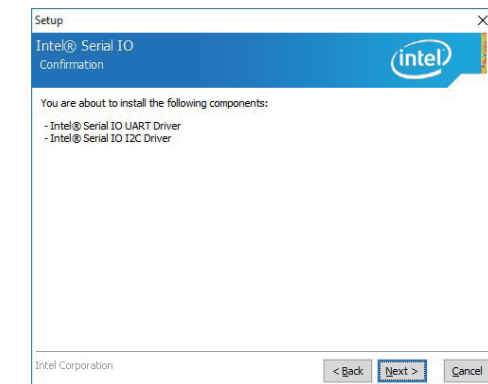 Setup
Intel® Serial IO
Confirmation
intel
You are about to install the following components:
- Intel® Serial IO UART Driver
- Intel® Serial IO I2C Driver
Intel Corporation
< Back Next > Cancel